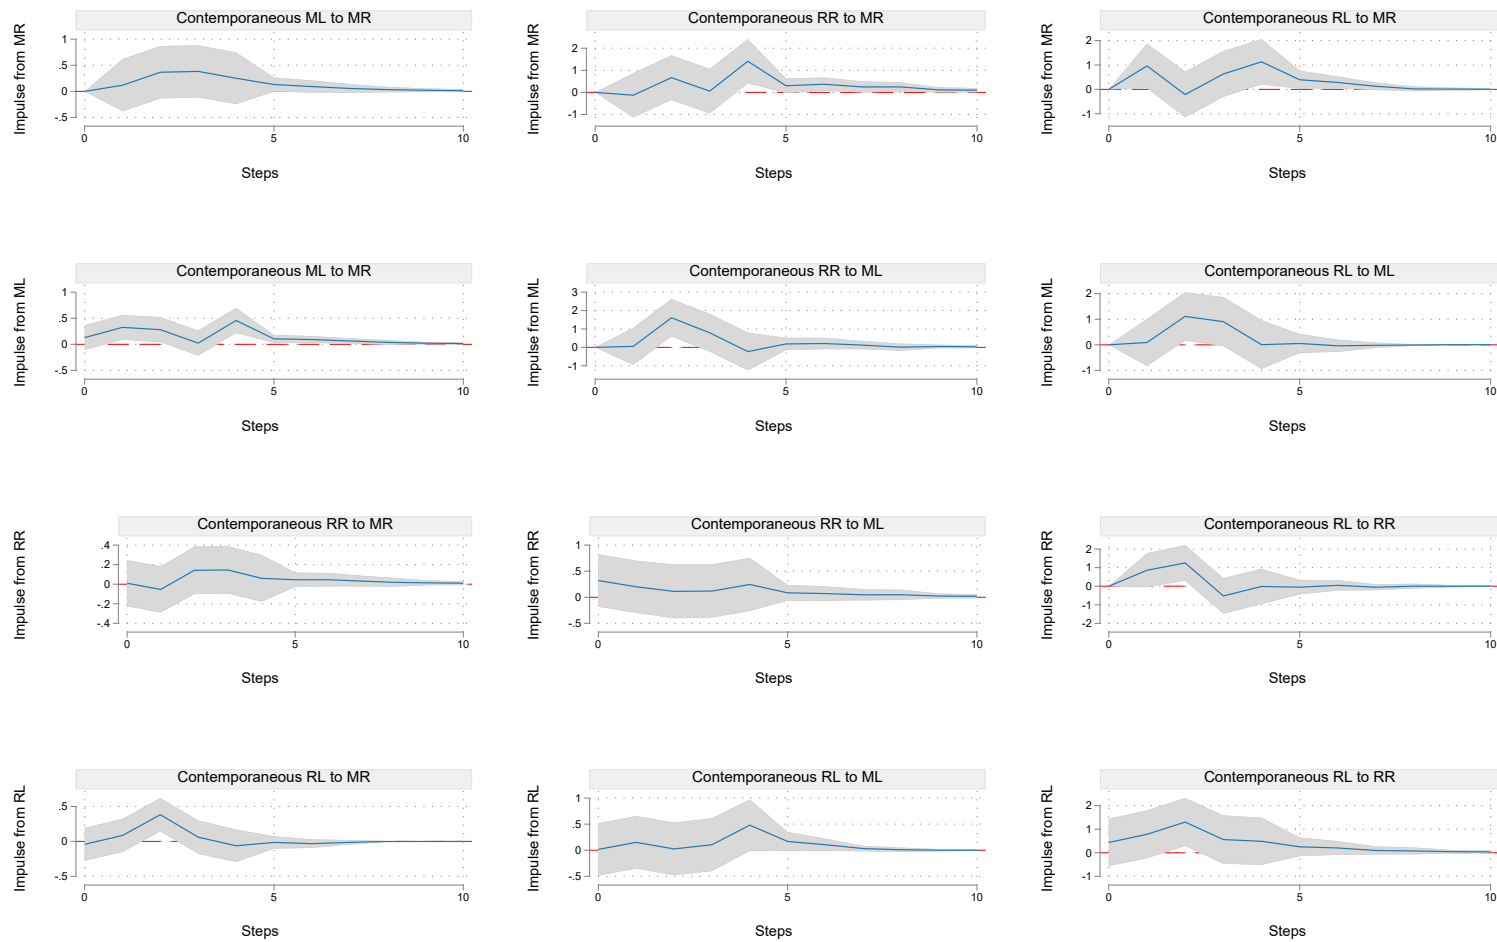 Contemporaneous ML to MR
Impulse from MR
1
.5
0
-.5
0 5 10
Steps
Contemporaneous RR to MR
Impulse from MR
2
1
0
-1
0 5 10
Steps
Contemporaneous RL to MR
Impulse from MR
2
1
0
-1
0 5 10
Steps
Contemporaneous ML to MR
Impulse from ML
1
.5
0
-.5
0 5 10
Steps
Contemporaneous RR to ML
Impulse from ML
3
2
1
0
-1
0 5 10
Steps
Contemporaneous RL to ML
Impulse from ML
2
1
0
-1
0 5 10
Steps
Contemporaneous RR to MR
Impulse from RR
.4
.2
0
-.2
-.4
0 5 10
Steps
Contemporaneous RR to ML
Impulse from RR
1
.5
0
-.5
0 5 10
Steps
Contemporaneous RL to RR
Impulse from RR
2
1
0
-1
-2
0 5 10
Steps
Contemporaneous RL to MR
Impulse from RL
.5
0
-.5
0 5 10
Steps
Contemporaneous RL to ML
Impulse from RL
1
.5
0
-.5
0 5 10
Steps
Contemporaneous RL to RR
Impulse from RL
2
1
0
-1
0 5 10
Steps